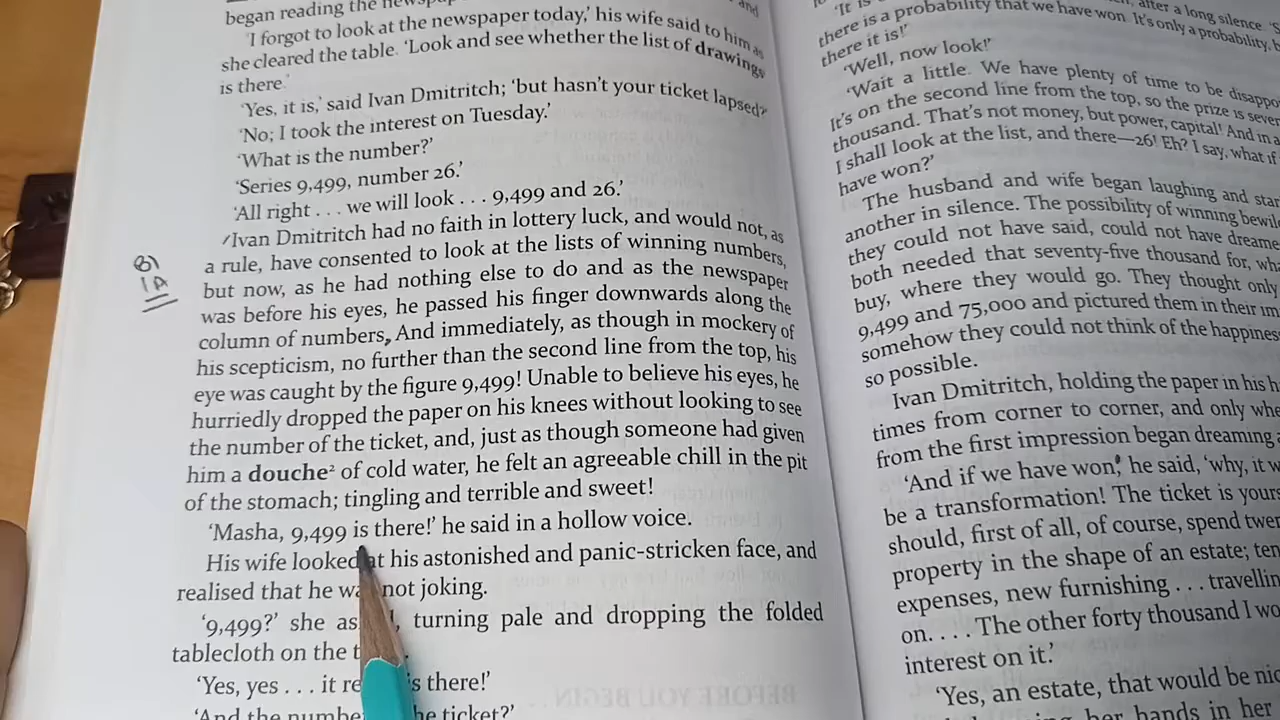 began reading the newspap
'I forgot to look at the newspaper today,' his wife said to him as
she cleared the table. 'Look and see whether the list of drawings
is there.'
'Yes, it is,' said Ivan Dmitritch; 'but hasn't your ticket lapsed?'
'No; I took the interest on Tuesday.'
'What is the number?'
'Series 9,499, number 26.'
'All right . . . we will look . . . 9,499 and 26.'
Ivan Dmitritch had no faith in lottery luck, and would not, as
a rule, have consented to look at the lists of winning numbers,
but now, as he had nothing else to do and as the newspaper
was before his eyes, he passed his finger downwards along the
column of numbers. And immediately, as though in mockery of
his scepticism, no further than the second line from the top, his
eye was caught by the figure 9,499! Unable to believe his eyes, he
hurriedly dropped the paper on his knees without looking to see
the number of the ticket, and, just as though someone had given
him a douche² of cold water, he felt an agreeable chill in the pit
of the stomach; tingling and terrible and sweet!
'Masha, 9,499 is there!' he said in a hollow voice.
His wife looked at his astonished and panic-stricken face, and
realised that he was not joking.
'9,499?' she as , turning pale and dropping the folded
tablecloth on the t
'Yes, yes . . . it re s there!'
'And the numbe he ticket?'
B)
1A
and
'It is
after a long silence.
there is a probability that we have won. It's only a probability, b
there it is!'
'Well, now look!'
'Wait a little. We have plenty of time to be disappo
It's on the second line from the top, so the prize is seven
thousand. That's not money, but power, capital! And in a
I shall look at the list, and there—26! Eh? I say, what if
have won?'
The husband and wife began laughing and star
another in silence. The possibility of winning bewil
they could not have said, could not have dreame
both needed that seventy-five thousand for, wha
buy, where they would go. They thought only
9,499 and 75,000 and pictured them in their im
somehow they could not think of the happines
so possible.
Ivan Dmitritch, holding the paper in his h
times from corner to corner, and only whe
from the first impression began dreaming a
'And if we have won,' he said, 'why, it w
be a transformation! The ticket is yours
should, first of all, of course, spend twen
property in the shape of an estate; ten
expenses, new furnishing . . . travellin
on. . . . The other forty thousand I wo
interest on it.'
'Yes, an estate, that would be nic
her hands in her